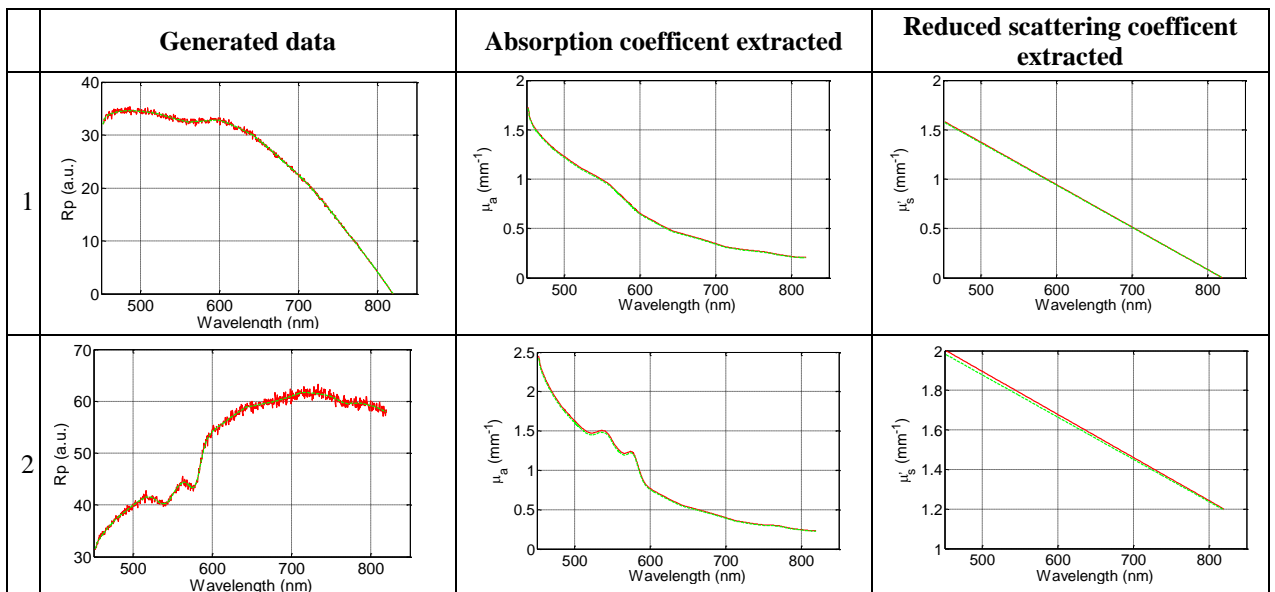 Generated data
Absorption coefficent extracted
Reduced scattering coefficent
extracted
1
40
30
20
10
0
Rp (a.u.)
500 600 700 800
Wavelength (nm)
2
1.5
1
0.5
0
μa (mm-1)
500 600 700 800
Wavelength (nm)
2
1.5
1
0.5
0
μ's (mm-1)
500 600 700 800
Wavelength (nm)
2
70
60
50
40
30
Rp (a.u.)
500 600 700 800
Wavelength (nm)
2.5
2
1.5
1
0.5
0
μa (mm-1)
500 600 700 800
Wavelength (nm)
2
1.8
1.6
1.4
1.2
1
μ's (mm-1)
500 600 700 800
Wavelength (nm)